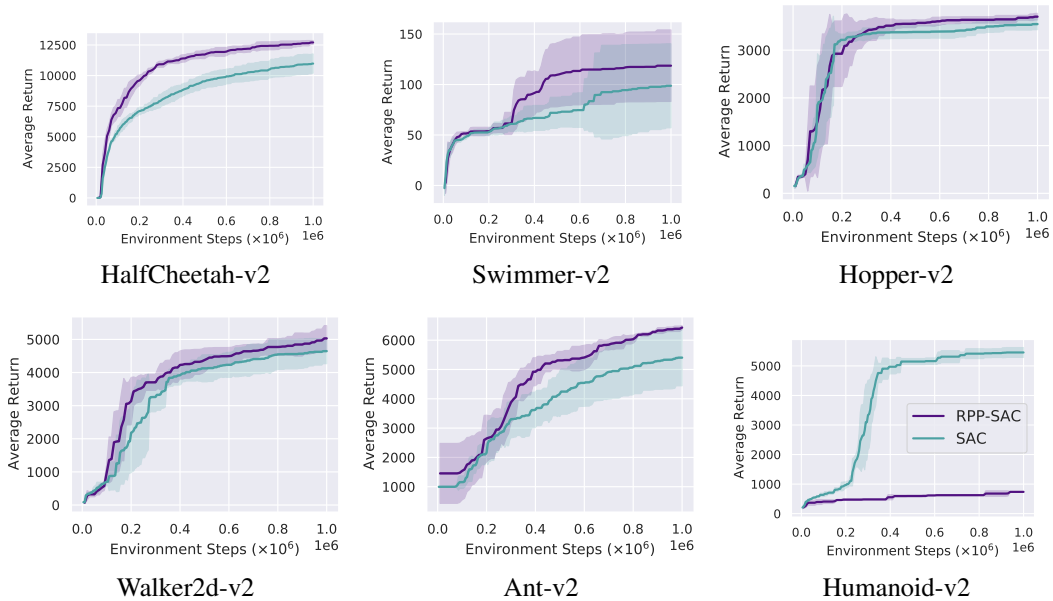 Average Return
12500
10000
7500
5000
2500
0
0.0 0.2 0.4 0.6 0.8 1.0
Environment Steps (×10⁶) 1e6
HalfCheetah-v2
Average Return
150
100
50
0
0.0 0.2 0.4 0.6 0.8 1.0
Environment Steps (×10⁶) 1e6
Swimmer-v2
Average Return
3000
2000
1000
0
0.0 0.2 0.4 0.6 0.8 1.0
Environment Steps (×10⁶) 1e6
Hopper-v2
Average Return
5000
4000
3000
2000
1000
0
0.0 0.2 0.4 0.6 0.8 1.0
Environment Steps (×10⁶) 1e6
Walker2d-v2
Average Return
6000
5000
4000
3000
2000
1000
0.0 0.2 0.4 0.6 0.8 1.0
Environment Steps (×10⁶) 1e6
Ant-v2
Average Return
5000
4000
3000
2000
1000
0
RPP-SAC
SAC
0.0 0.2 0.4 0.6 0.8 1.0
Environment Steps (×10⁶) 1e6
Humanoid-v2